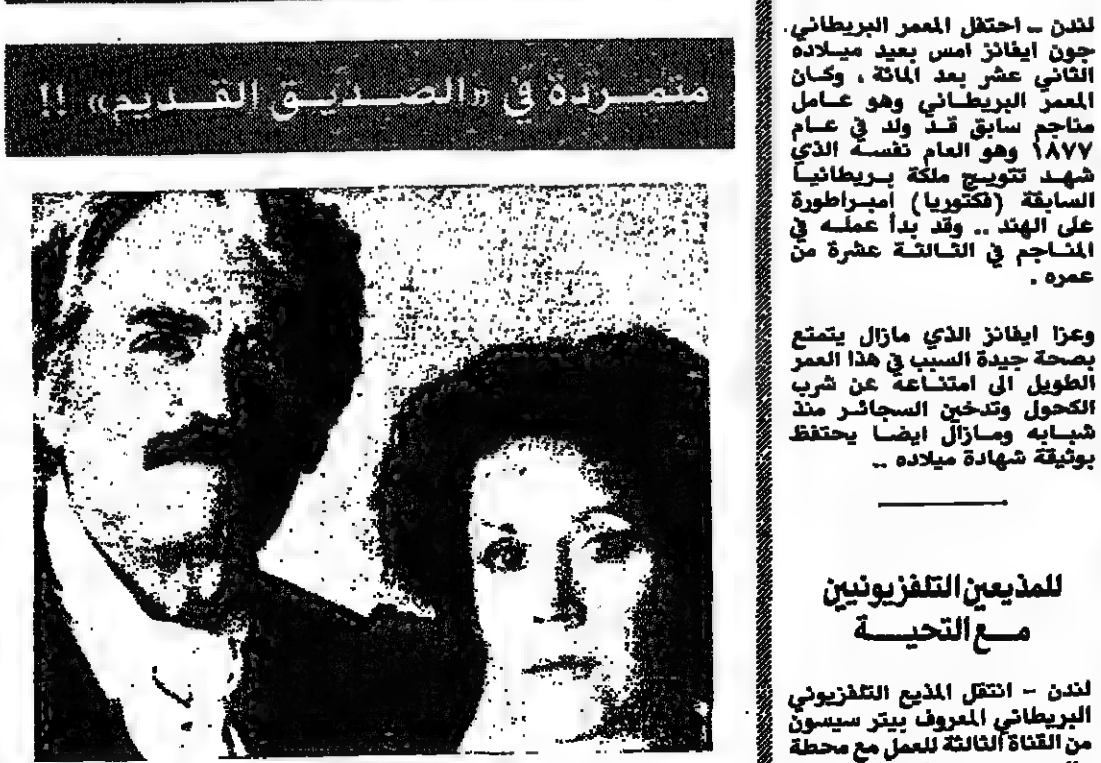 متمردة في «الصديق القديم» !!
لندن - احتفل المعمر البريطاني
جون ايفانز امس بعيد ميلاده
الثاني عشر بعد المائة ، وكان
المعمر البريطاني وهو عامل
مناجم سابق قد ولد في عام
١٨٧٧ وهو العام نفسه الذي
شهد تتويج ملكة بريطانيا
السابقة (فكتوريا) امبراطورة
على الهند .. وقد بدأ عمله في
المناجم في الثالثة عشرة من
عمره .
وعزا ايفانز الذي مازال يتمتع
بصحة جيدة السبب في هذا العمر
الطويل الى امتناعه عن شرب
الكحول وتدخين السجائر منذ
شبابه ومازال ايضا يحتفظ
بوثيقة شهادة ميلاده ..
للمذيعين التلفزيونيين
مع التحية
لندن - انتقل المذيع التلفزيوني
البريطاني المعروف بيتر سيسون
من القناة الثالثة للعمل مع محطة